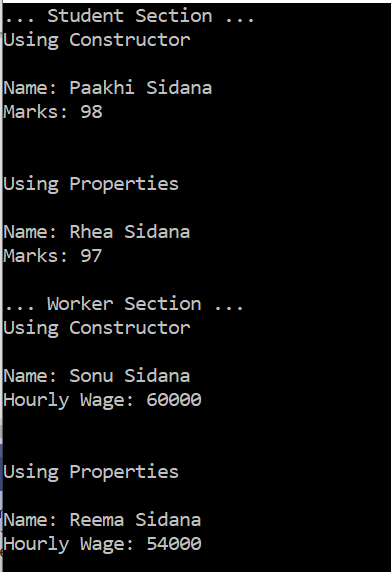 ... Student Section ...
Using Constructor
Name: Paakhi Sidana
Marks: 98
Using Properties
Name: Rhea Sidana
Marks: 97
... Worker Section ...
Using Constructor
Name: Sonu Sidana
Hourly Wage: 60000
Using Properties
Name: Reema Sidana
Hourly Wage: 54000